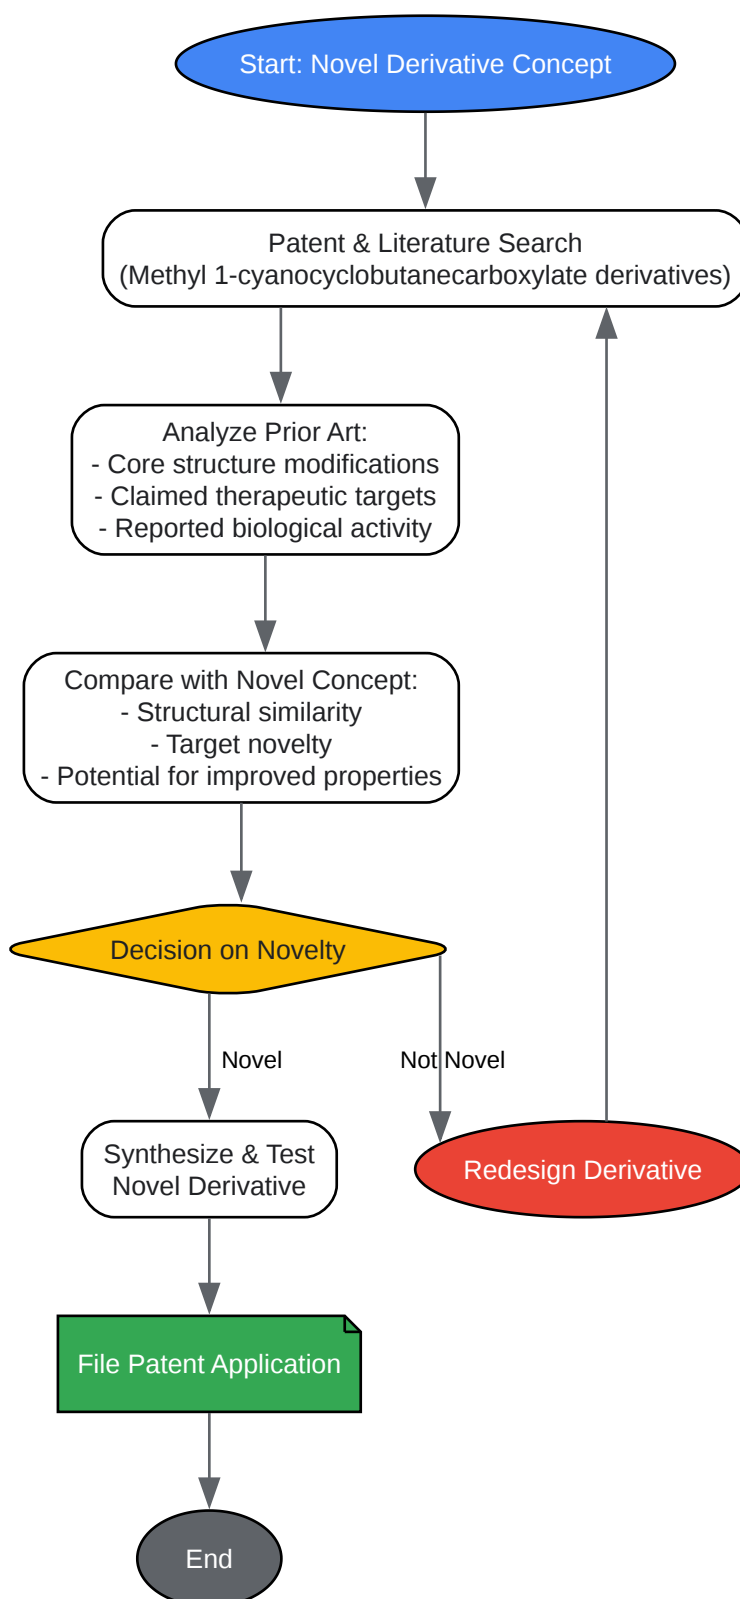 Start: Novel Derivative Concept
Patent & Literature Search
(Methyl 1-cyanocyclobutanecarboxylate derivatives)
Analyze Prior Art:
- Core structure modifications
- Claimed therapeutic targets
- Reported biological activity
Compare with Novel Concept:
- Structural similarity
- Target novelty
- Potential for improved properties
Decision on Novelty
Novel
Not Novel
Synthesize & Test
Novel Derivative
Redesign Derivative
File Patent Application
End